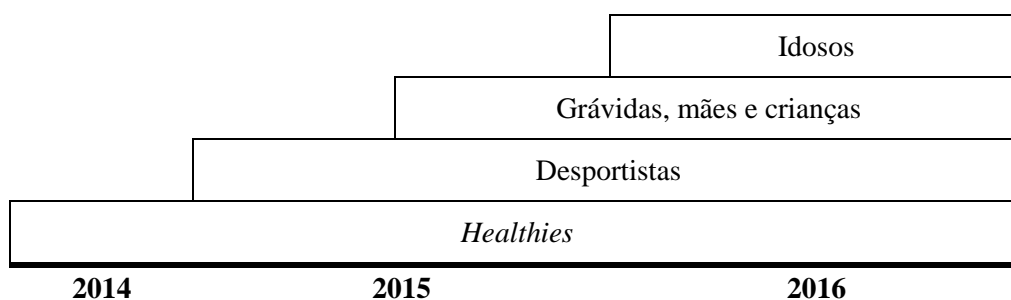 Idosos
Grávidas, mães e crianças
Desportistas
Healthies
2014 2015 2016